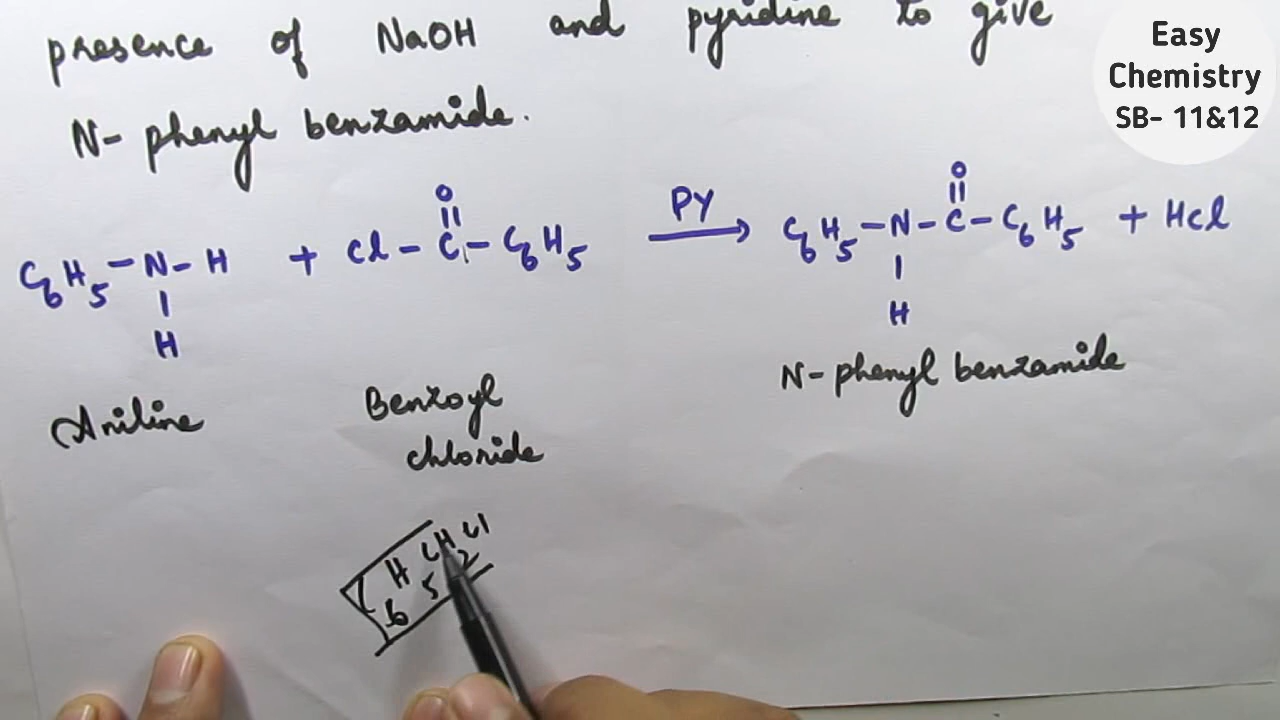 presence of NaOH and pyridine to give
Easy
Chemistry
SB- 11&12
N- phenyl benzamide.
O O
|| PY ||
C6H5 - N - H + Cl - C - C6H5 → C6H5 - N - C - C6H5 + HCl
| |
H H
Aniline Benzoyl N- phenyl benzamide
chloride
C6H5CH2Cl